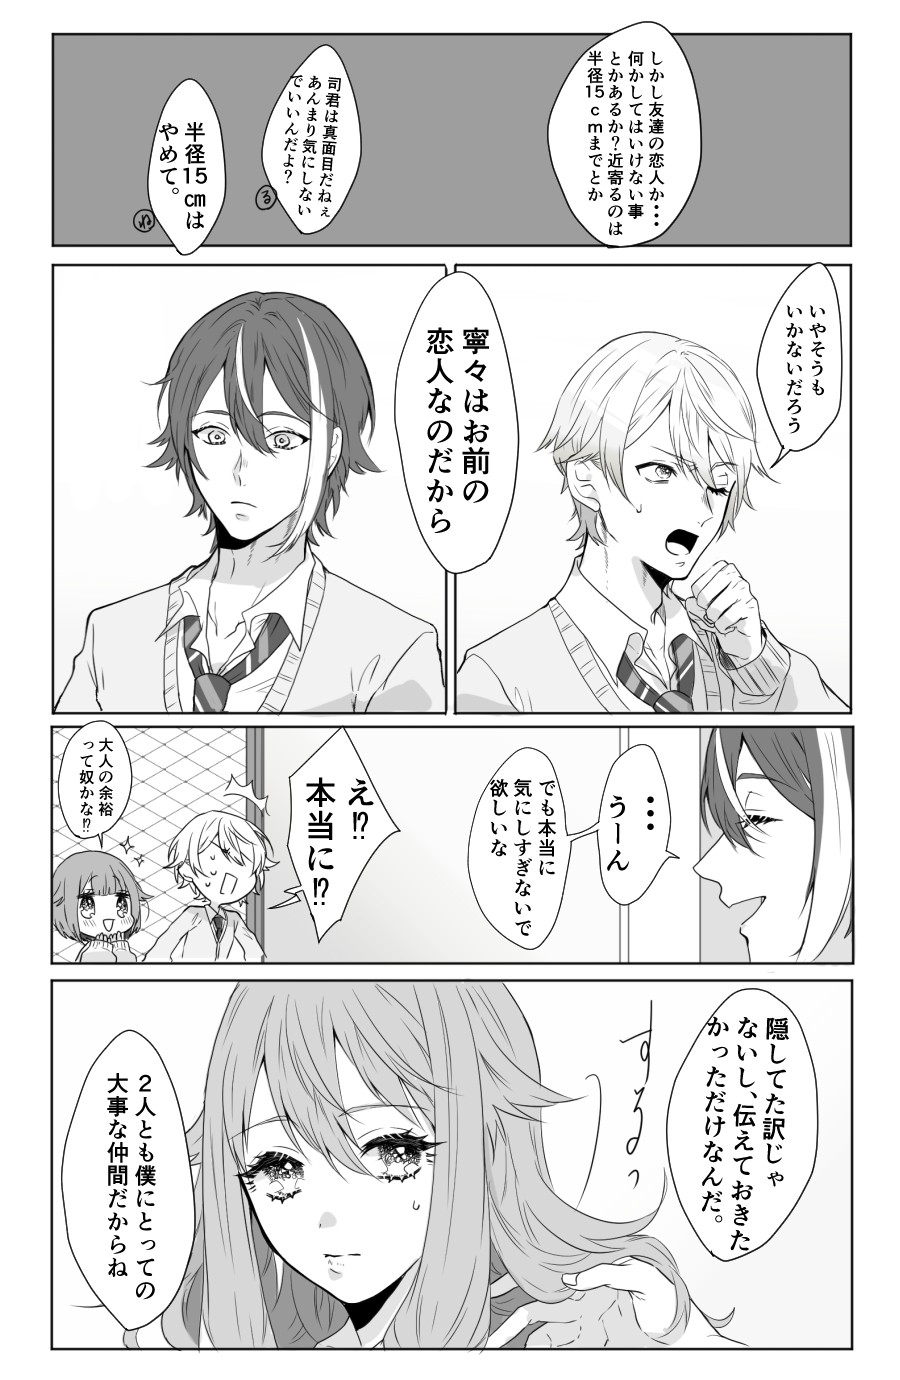 しかし友達の恋人か・・・
何かしてはいけない事
とかあるか？近寄るのは
半径15cmまでとか
司君は真面目だねぇ
あんまり気にしない
でいいんだよ？
る
半径15cmは
やめて。
ね
いやそうも
いかないだろう
寧々はお前の
恋人なのだから
・・・
うーん
でも本当に
気にしすぎないで
欲しいな
え!?
本当に!?
大人の余裕
って奴かな!?
隠してた訳じゃ
ないし、伝えておきた
かっただけなんだ。
するっ
2人とも僕にとっての
大事な仲間だからね